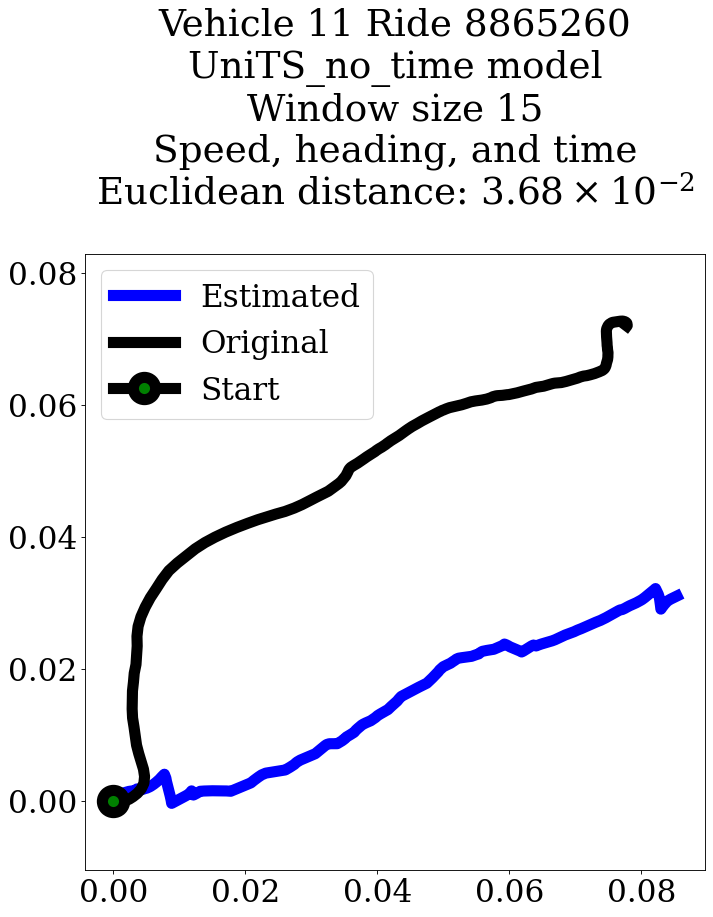 Vehicle 11 Ride 8865260
UniTS_no_time model
Window size 15
Speed, heading, and time
Euclidean distance: 3.68 × 10⁻²
Estimated
Original
Start
0.08
0.06
0.04
0.02
0.00
0.00 0.02 0.04 0.06 0.08